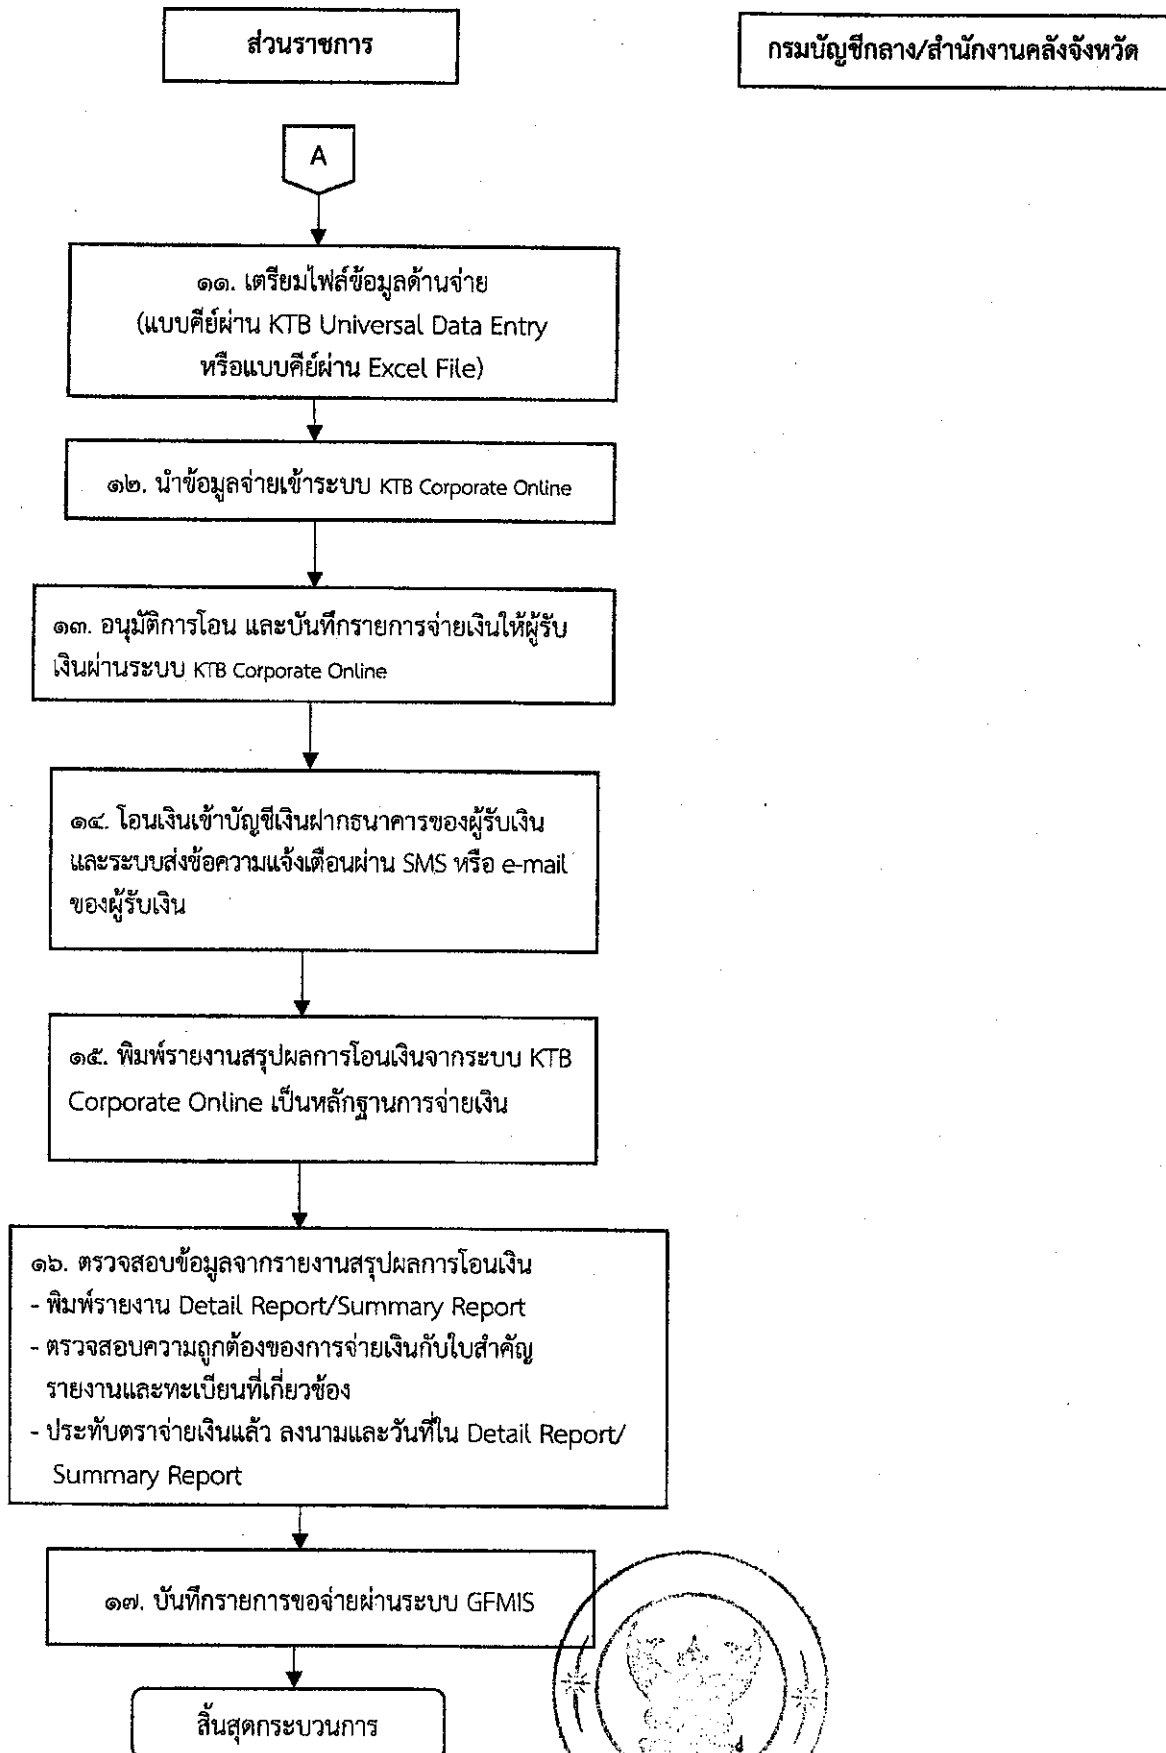 ส่วนราชการ
กรมบัญชีกลาง/สำนักงานคลังจังหวัด
A
๑๑. เตรียมไฟล์ข้อมูลด้านจ่าย
(แบบคีย์ผ่าน KTB Universal Data Entry
หรือแบบคีย์ผ่าน Excel File)
๑๒. นำข้อมูลจ่ายเข้าระบบ KTB Corporate Online
๑๓. อนุมัติการโอน และบันทึกรายการจ่ายเงินให้ผู้รับ
เงินผ่านระบบ KTB Corporate Online
๑๔. โอนเงินเข้าบัญชีเงินฝากธนาคารของผู้รับเงิน
และระบบส่งข้อความแจ้งเตือนผ่าน SMS หรือ e-mail
ของผู้รับเงิน
๑๕. พิมพ์รายงานสรุปผลการโอนเงินจากระบบ KTB
Corporate Online เป็นหลักฐานการจ่ายเงิน
๑๖. ตรวจสอบข้อมูลจากรายงานสรุปผลการโอนเงิน
- พิมพ์รายงาน Detail Report/Summary Report
- ตรวจสอบความถูกต้องของการจ่ายเงินกับใบสำคัญ
รายงานและทะเบียนที่เกี่ยวข้อง
- ประทับตราจ่ายเงินแล้ว ลงนามและวันที่ใน Detail Report/
Summary Report
๑๗. บันทึกรายการขอจ่ายผ่านระบบ GFMIS
สิ้นสุดกระบวนการ